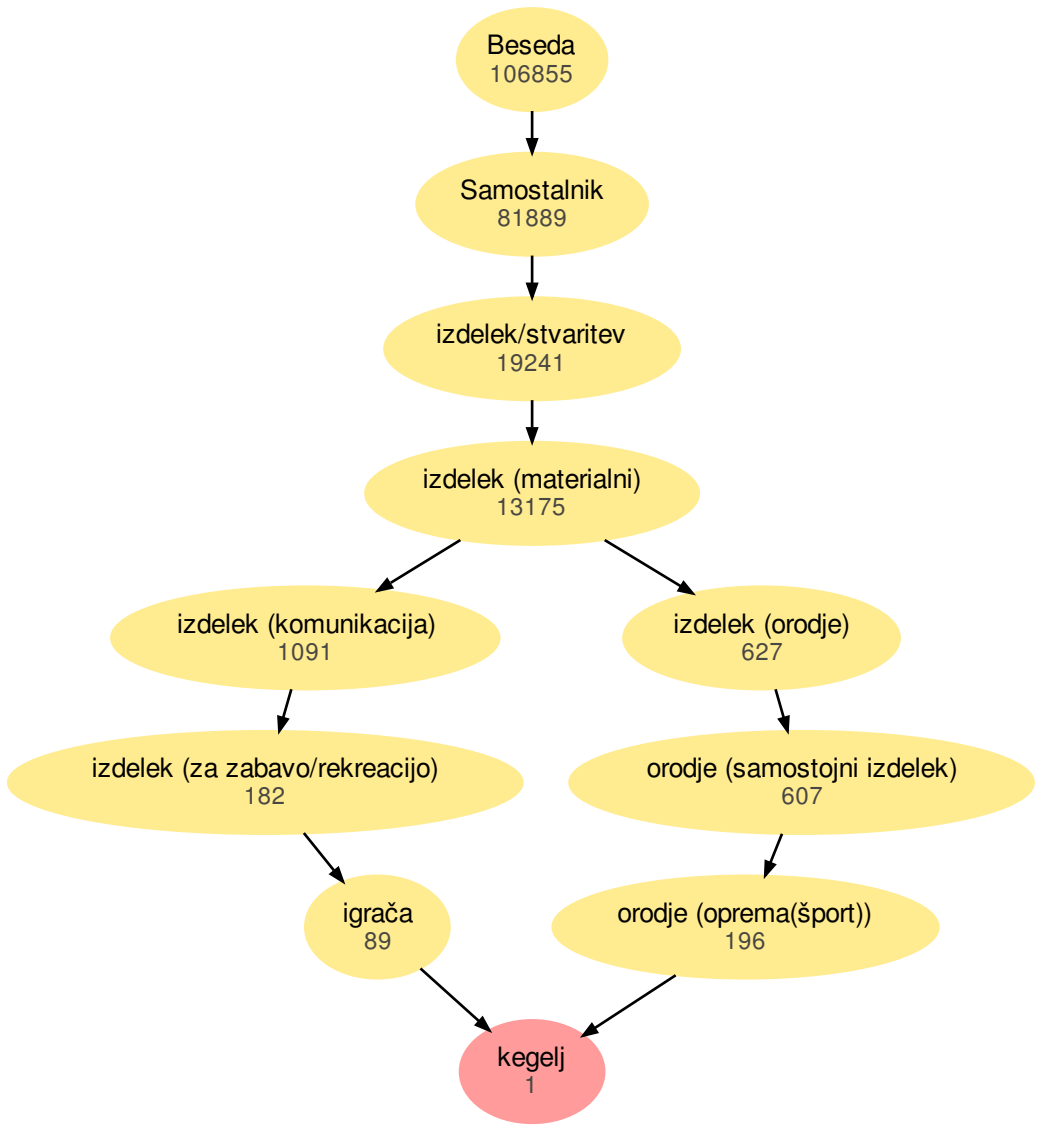 Beseda
106855
Samostalnik
81889
izdelek/stvaritev
19241
izdelek (materialni)
13175
izdelek (komunikacija)
1091
izdelek (orodje)
627
izdelek (za zabavo/rekreacijo)
182
orodje (samostojni izdelek)
607
igrača
89
orodje (oprema(šport))
196
kegelj
1